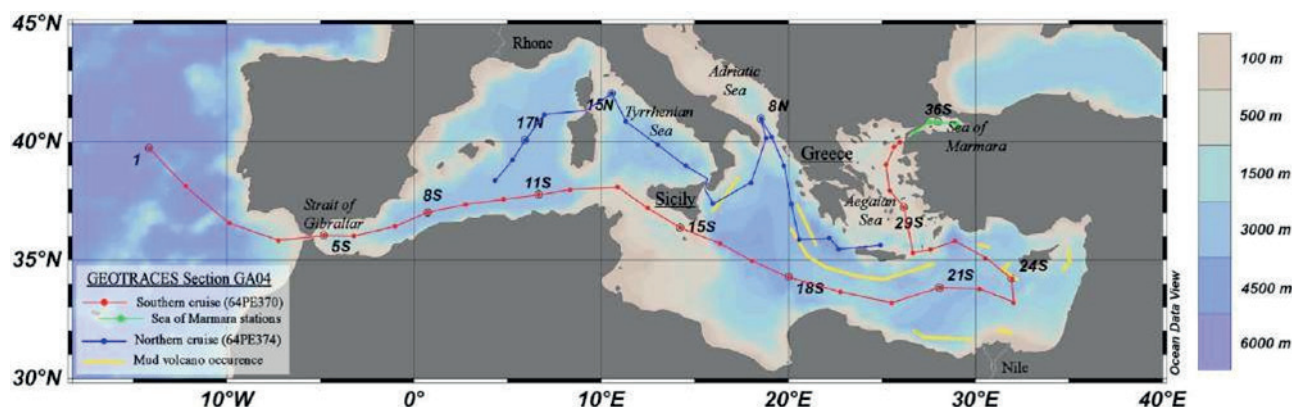 45°N
40°N
35°N
30°N
10°W
0°
10°E
20°E
30°E
40°E
Rhone
Adriatic
Sea
Tyrrhenian
Sea
15N
17N
8N
36S
Sea of
Marmara
Greece
Aegaian
Sea
Sicily
Strait of
Gibraltar
1
5S
8S
11S
15S
18S
21S
24S
29S
Nile
GEOTRACES Section GA04
Southern cruise (64PE370)
Sea of Marmara stations
Northern cruise (64PE374)
Mud volcano occurence
Ocean Data View
100 m
500 m
1500 m
3000 m
4500 m
6000 m